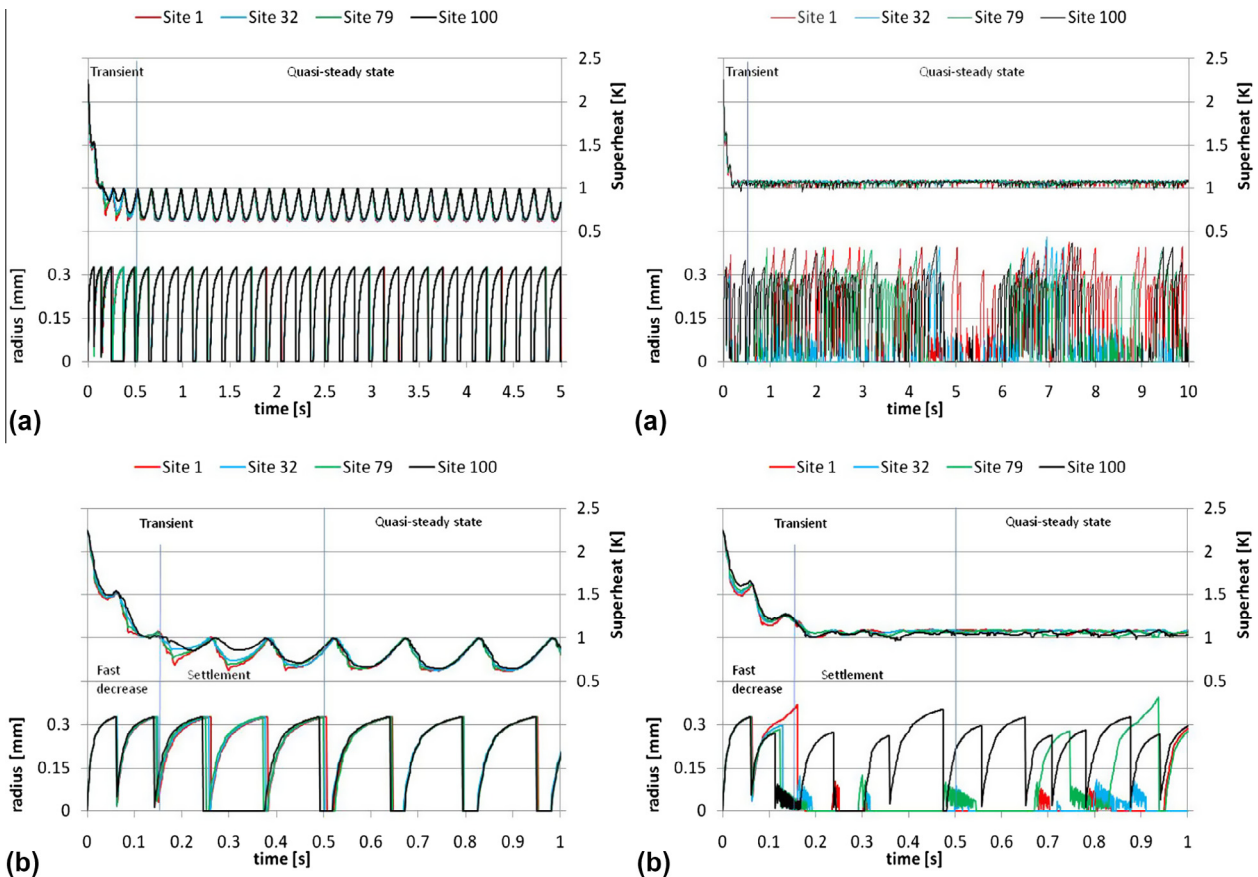 Site 1 Site 32 Site 79 Site 100
Transient Quasi-steady state
2.5
2
1.5
1
0.5
Superheat [K]
0.3
0.15
0
radius [mm]
0 0.5 1 1.5 2 2.5 3 3.5 4 4.5 5
time [s]
(a)
Site 1 Site 32 Site 79 Site 100
Transient Quasi-steady state
2.5
2
1.5
1
0.5
Superheat [K]
0.3
0.15
0
radius [mm]
0 1 2 3 4 5 6 7 8 9 10
time [s]
(a)
Site 1 Site 32 Site 79 Site 100
Transient Quasi-steady state
2.5
2
1.5
1
0.5
Superheat [K]
Fast
decrease
Settlement
0.3
0.15
0
radius [mm]
0 0.1 0.2 0.3 0.4 0.5 0.6 0.7 0.8 0.9 1
time [s]
(b)
Site 1 Site 32 Site 79 Site 100
Transient Quasi-steady state
2.5
2
1.5
1
0.5
Superheat [K]
Fast
decrease
Settlement
0.3
0.15
0
radius [mm]
0 0.1 0.2 0.3 0.4 0.5 0.6 0.7 0.8 0.9 1
time [s]
(b)